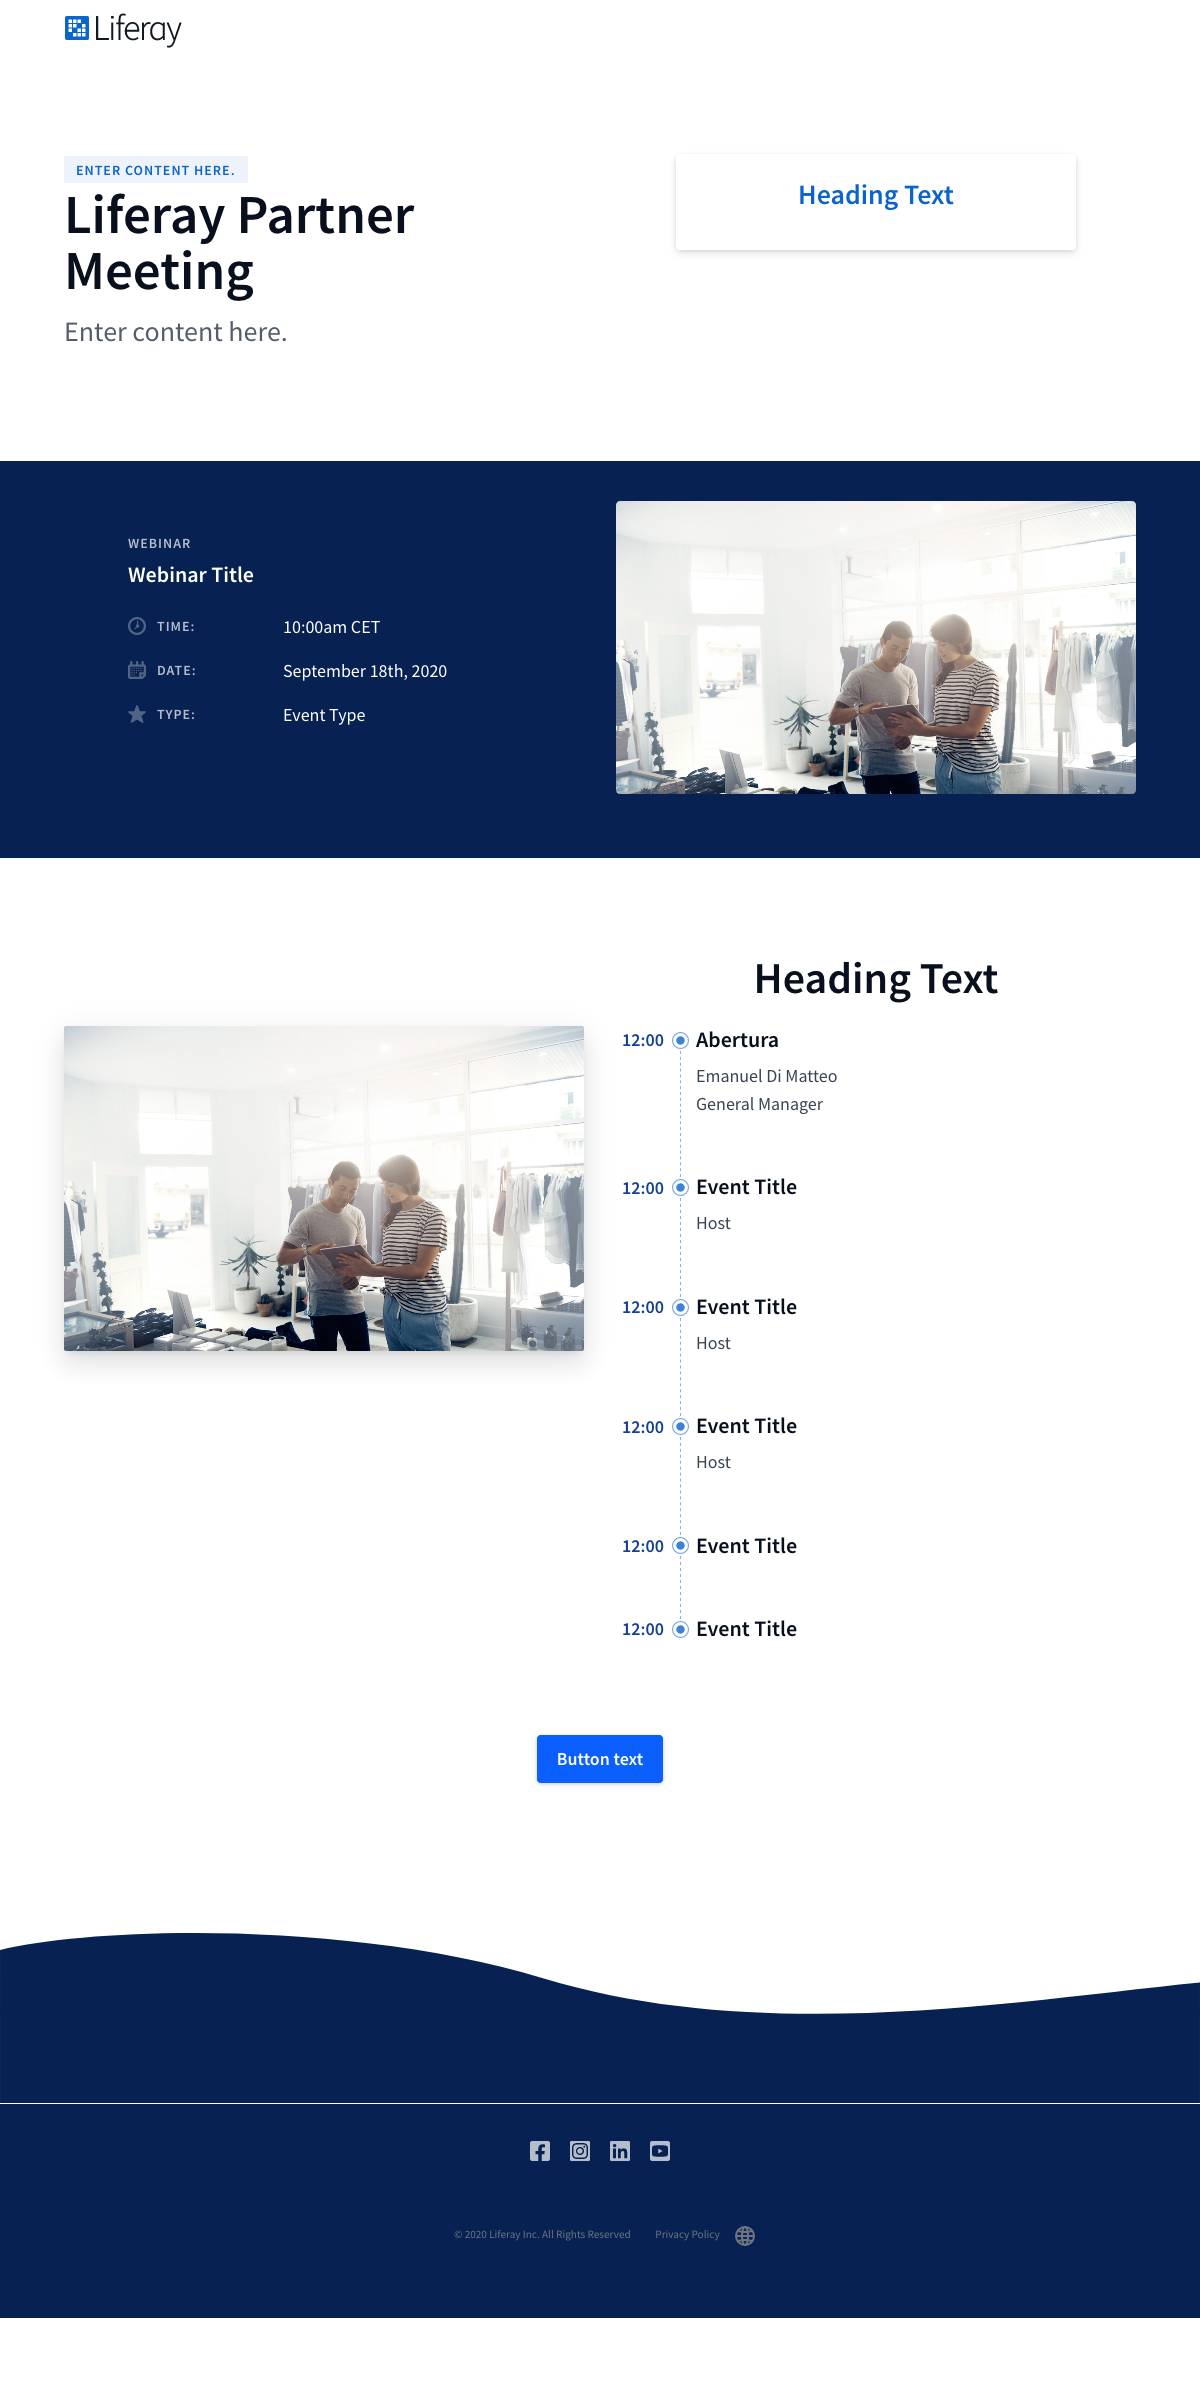 Liferay
ENTER CONTENT HERE.
Liferay Partner
Meeting
Enter content here.
Heading Text
WEBINAR
Webinar Title
TIME: 10:00am CET
DATE: September 18th, 2020
TYPE: Event Type
Heading Text
12:00 Abertura
Emanuel Di Matteo
General Manager
12:00 Event Title
Host
12:00 Event Title
Host
12:00 Event Title
Host
12:00 Event Title
12:00 Event Title
Button text
© 2020 Liferay Inc. All Rights Reserved Privacy Policy